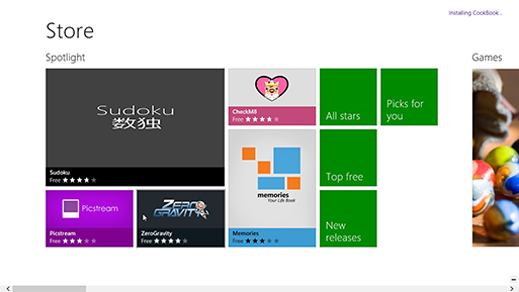 Installing CookBook...
Store
Spotlight
Games
Sudoku
数独
Sudoku
Free
CheckM8
Free
All stars
Picks for
you
memories
Your Life Book
Memories
Free
Top free
New
releases
Picstream
Picstream
Free
ZERO
GRAVITY
ZeroGravity
Free